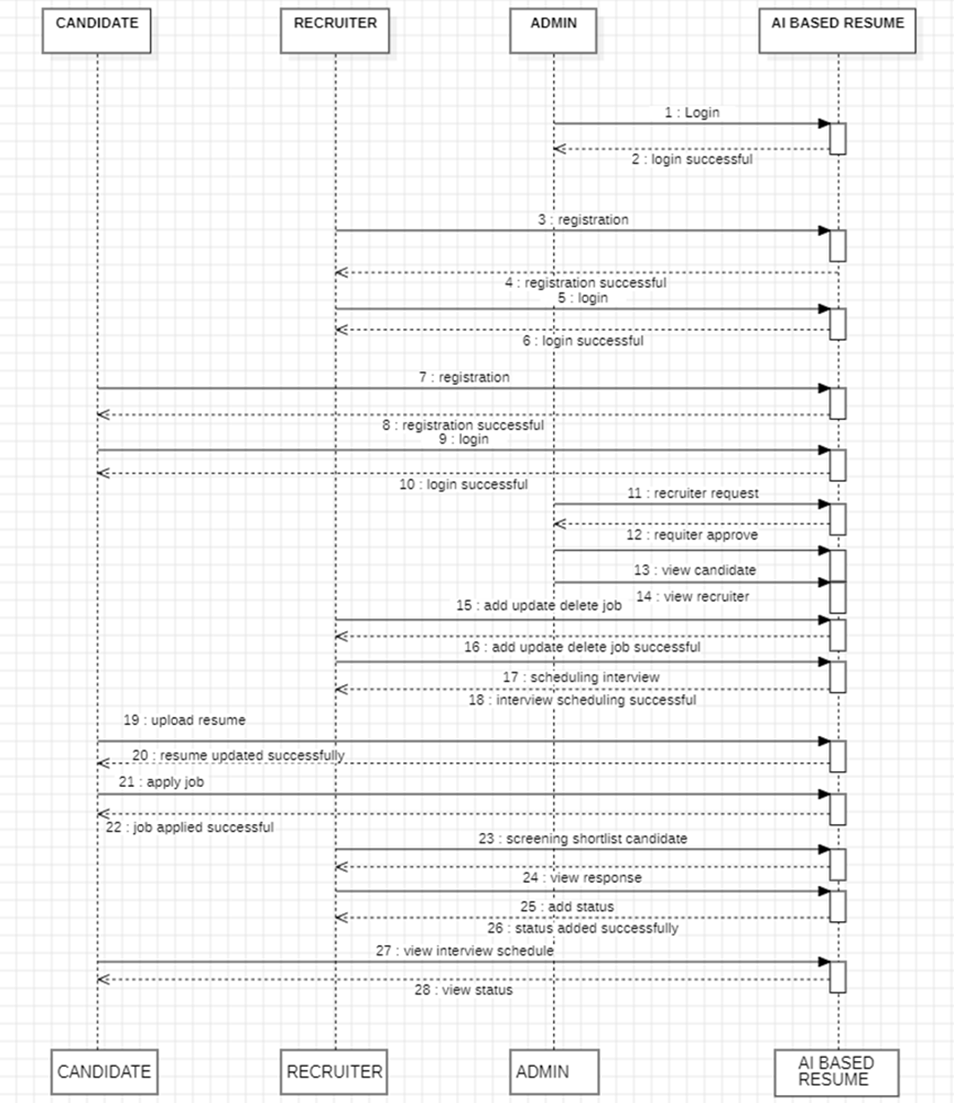 CANDIDATE
RECRUITER
ADMIN
AI BASED RESUME
1 : Login
2 : login successful
3 : registration
4 : registration successful
5 : login
6 : login successful
7 : registration
8 : registration successful
9 : login
10 : login successful
11 : recruiter request
12 : requiter approve
13 : view candidate
14 : view recruiter
15 : add update delete job
16 : add update delete job successful
17 : scheduling interview
18 : interview scheduling successful
19 : upload resume
20 : resume updated successfully
21 : apply job
22 : job applied successful
23 : screening shortlist candidate
24 : view response
25 : add status
26 : status added successfully
27 : view interview schedule
28 : view status
CANDIDATE
RECRUITER
ADMIN
AI BASED
RESUME